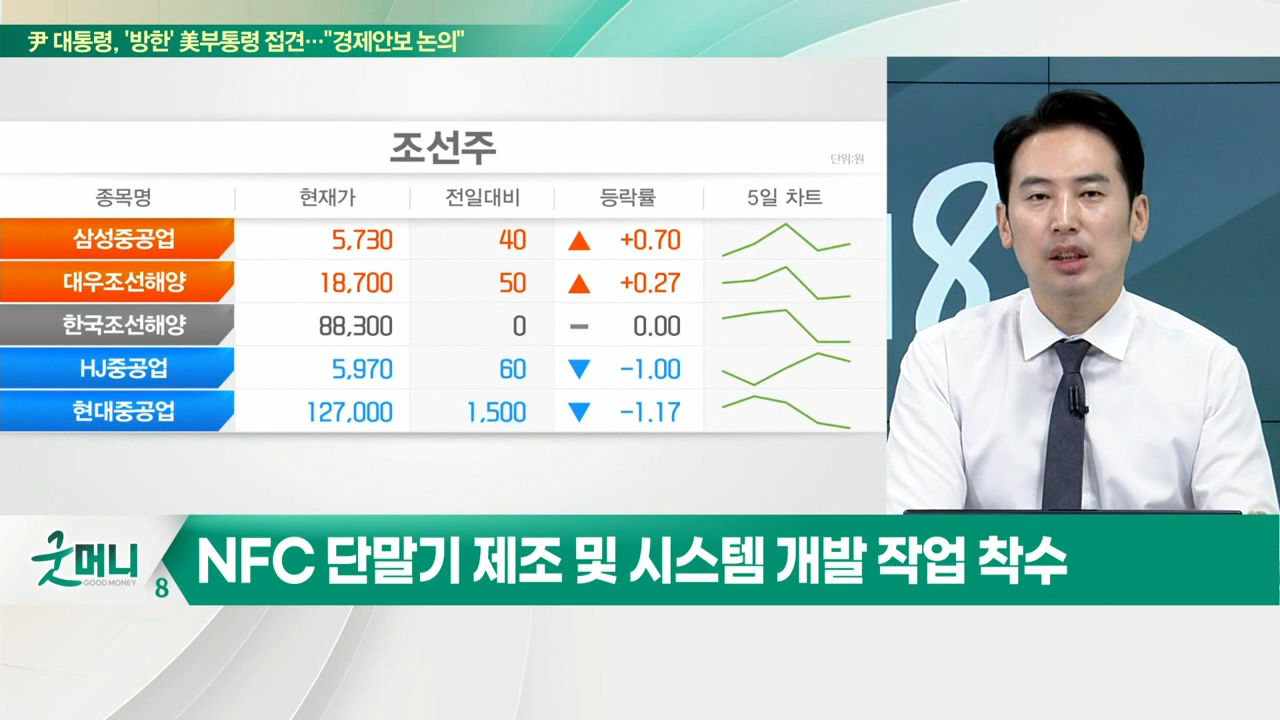 尹 대통령, '방한' 美부통령 접견…"경제안보 논의"
조선주
단위:원
종목명 현재가 전일대비 등락률 5일 차트
삼성중공업 5,730 40 ▲ +0.70
대우조선해양 18,700 50 ▲ +0.27
한국조선해양 88,300 0 - 0.00
HJ중공업 5,970 60 ▼ -1.00
현대중공업 127,000 1,500 ▼ -1.17
8
굿머니
GOOD MONEY
8
NFC 단말기 제조 및 시스템 개발 작업 착수